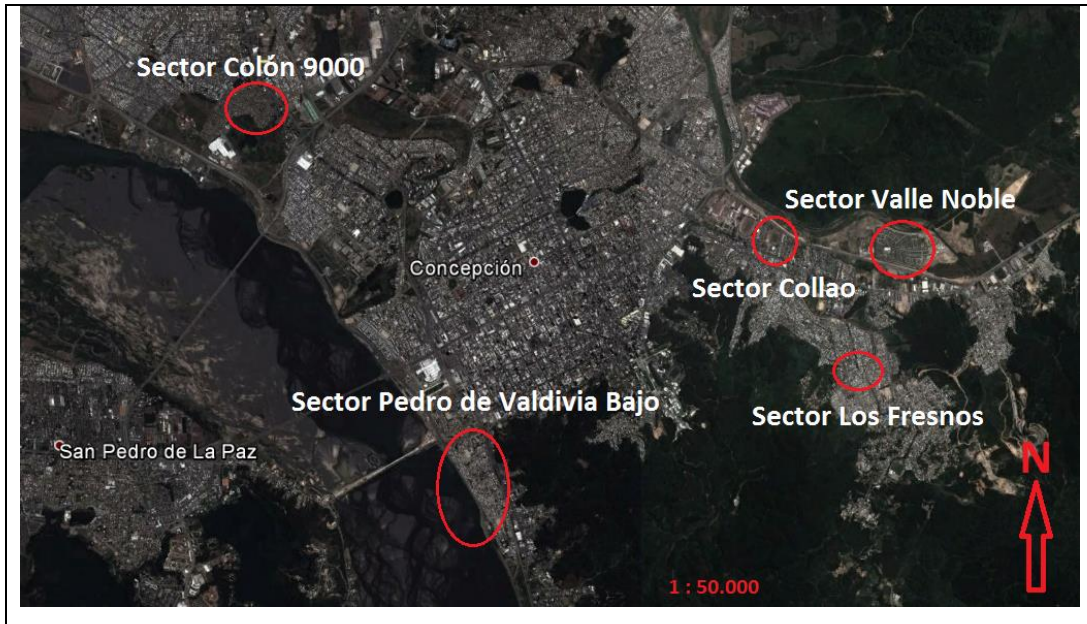 Sector Colón 9000
Sector Valle Noble
Concepción
Sector Collao
Sector Pedro de Valdivia Bajo
Sector Los Fresnos
San Pedro de La Paz
N
1 : 50.000